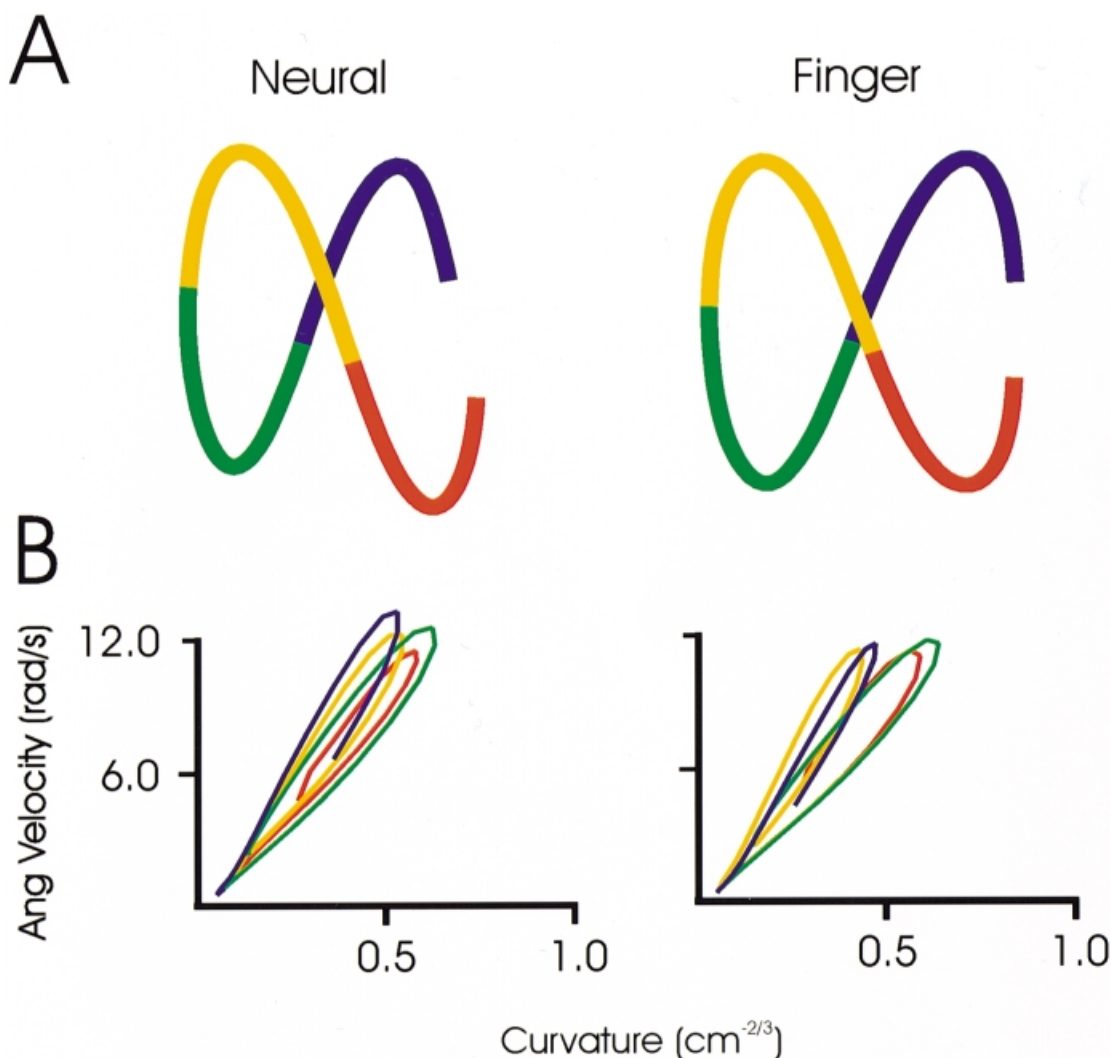 A
Neural
Finger
B
Ang Velocity (rad/s)
12.0
6.0
0.5
1.0
0.5
1.0
Curvature (cm-2/3)